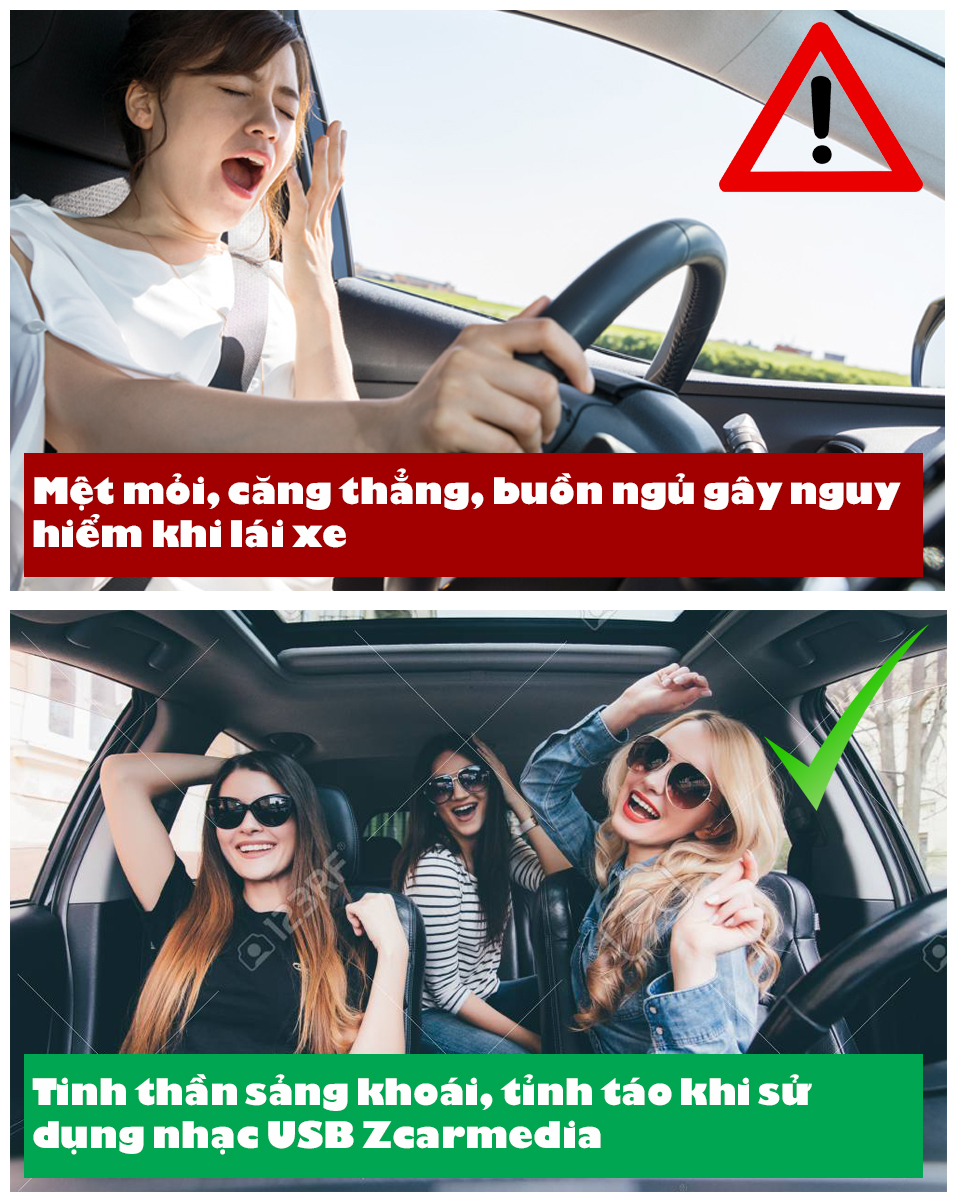 Mệt mỏi, căng thẳng, buồn ngủ gây nguy
hiểm khi lái xe
123RF
Tinh thần sảng khoái, tỉnh táo khi sử
dụng nhạc USB Zcarmedia